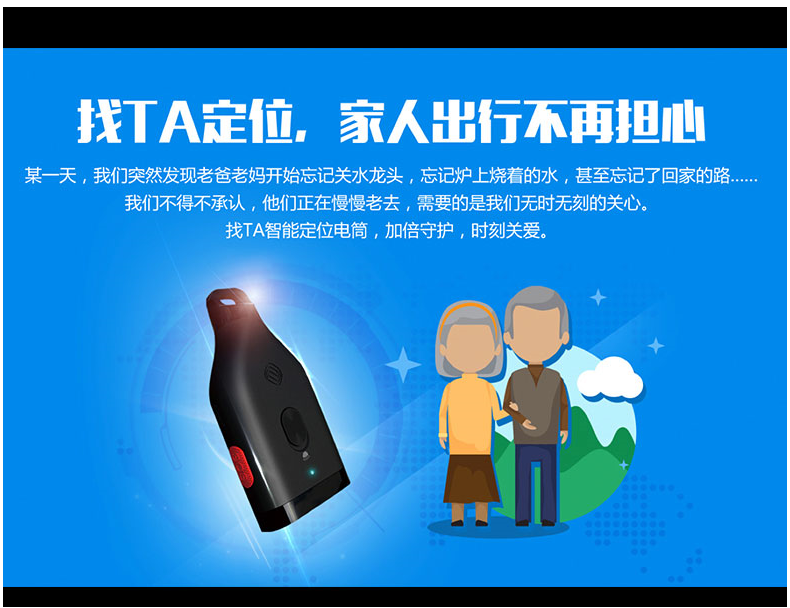 找TA定位，家人出行不再担心
某一天，我们突然发现老爸老妈开始忘记关水龙头，忘记炉上烧着的水，甚至忘记了回家的路......
我们不得不承认，他们正在慢慢老去，需要的是我们无时无刻的关心。
找TA智能定位电筒，加倍守护，时刻关爱。